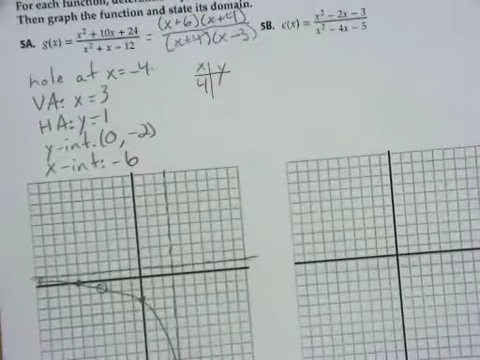 For each function, determine
Then graph the function and state its domain.
5A. g(x) = x² + 10x + 24 / x² + x − 12 = (x+6)(x+4) / (x+4)(x−3)
5B. c(x) = x² − 2x − 3 / x² − 4x − 5
hole at x=-4
VA: x=3
HA: y=1
y-int: (0, -2)
x-int: -6
x y
4